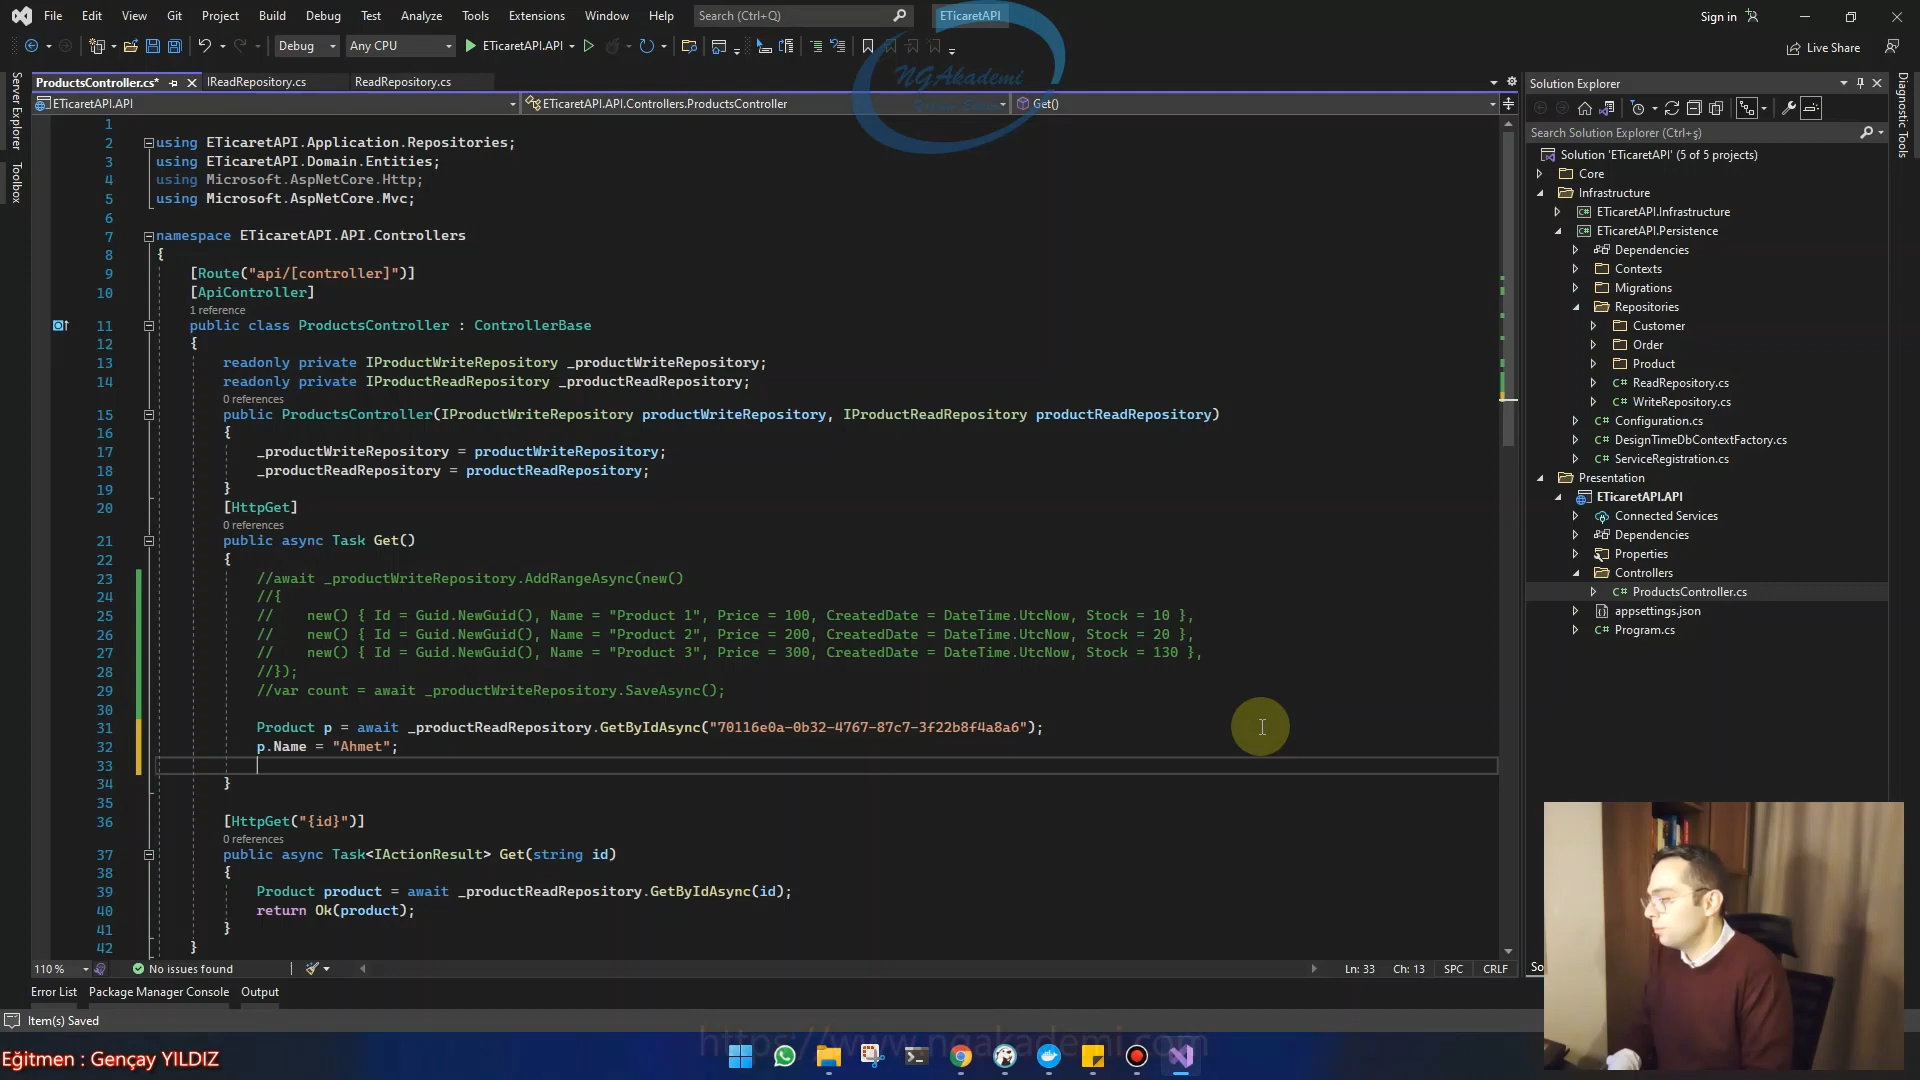 File Edit View Git Project Build Debug Test Analyze Tools Extensions Window Help Search (Ctrl+Q) ETicaretAPI Sign in
Debug Any CPU ETicaretAPI.API Live Share
NGAkademi
ProductsController.cs* IReadRepository.cs ReadRepository.cs
ETicaretAPI.API ETicaretAPI.API.Controllers.ProductsController Get()
Server Explorer
Toolbox
1
2 using ETicaretAPI.Application.Repositories;
3 using ETicaretAPI.Domain.Entities;
4 using Microsoft.AspNetCore.Http;
5 using Microsoft.AspNetCore.Mvc;
6
7 namespace ETicaretAPI.API.Controllers
8 {
9 [Route("api/[controller]")]
10 [ApiController]
1 reference
11 public class ProductsController : ControllerBase
12 {
13 readonly private IProductWriteRepository _productWriteRepository;
14 readonly private IProductReadRepository _productReadRepository;
0 references
15 public ProductsController(IProductWriteRepository productWriteRepository, IProductReadRepository productReadRepository)
16 {
17 _productWriteRepository = productWriteRepository;
18 _productReadRepository = productReadRepository;
19 }
20 [HttpGet]
0 references
21 public async Task Get()
22 {
23 //await _productWriteRepository.AddRangeAsync(new()
24 //{
25 // new() { Id = Guid.NewGuid(), Name = "Product 1", Price = 100, CreatedDate = DateTime.UtcNow, Stock = 10 },
26 // new() { Id = Guid.NewGuid(), Name = "Product 2", Price = 200, CreatedDate = DateTime.UtcNow, Stock = 20 },
27 // new() { Id = Guid.NewGuid(), Name = "Product 3", Price = 300, CreatedDate = DateTime.UtcNow, Stock = 130 },
28 //});
29 //var count = await _productWriteRepository.SaveAsync();
30
31 Product p = await _productReadRepository.GetByIdAsync("70116e0a-0b32-4767-87c7-3f22b8f4a8a6");
32 p.Name = "Ahmet";
33
34 }
35
36 [HttpGet("{id}")]
0 references
37 public async Task<IActionResult> Get(string id)
38 {
39 Product product = await _productReadRepository.GetByIdAsync(id);
40 return Ok(product);
41 }
42 }
110 % No issues found Ln: 33 Ch: 13 SPC CRLF
Error List Package Manager Console Output
Item(s) Saved
Solution Explorer
Search Solution Explorer (Ctrl+ş)
Solution 'ETicaretAPI' (5 of 5 projects)
Core
Infrastructure
ETicaretAPI.Infrastructure
ETicaretAPI.Persistence
Dependencies
Contexts
Migrations
Repositories
Customer
Order
Product
C# ReadRepository.cs
C# WriteRepository.cs
C# Configuration.cs
C# DesignTimeDbContextFactory.cs
C# ServiceRegistration.cs
Presentation
ETicaretAPI.API
Connected Services
Dependencies
Properties
Controllers
C# ProductsController.cs
appsettings.json
C# Program.cs
So
Diagnostic Tools
https://www.ngakademi.com
Eğitmen : Gençay YILDIZ